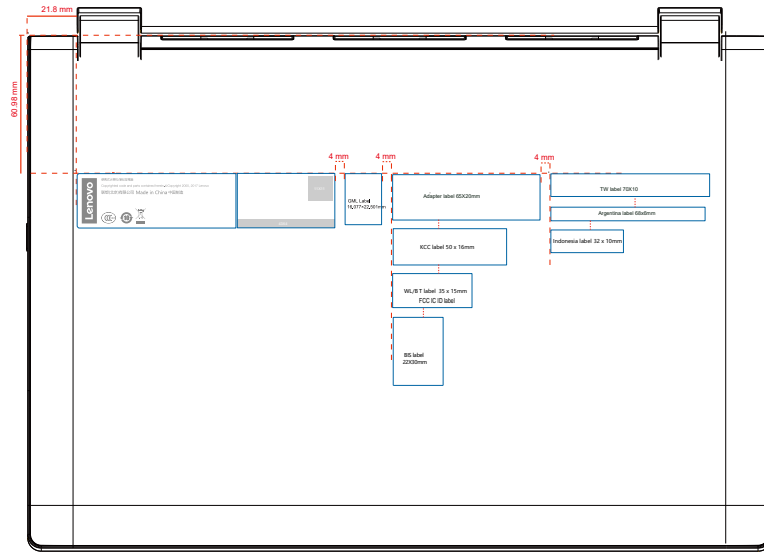 21.8 mm
60.98 mm
4 mm
4 mm
4 mm
Lenovo
Made in China
GML Label
Adapter label 65X20mm
TW label 70X10
Argentina label 68x6mm
KCC label 50 x 16mm
Indonesia label 32 x 10mm
WL/BT label 35 x 15mm
FCC IC ID label
BIS label
22X30mm